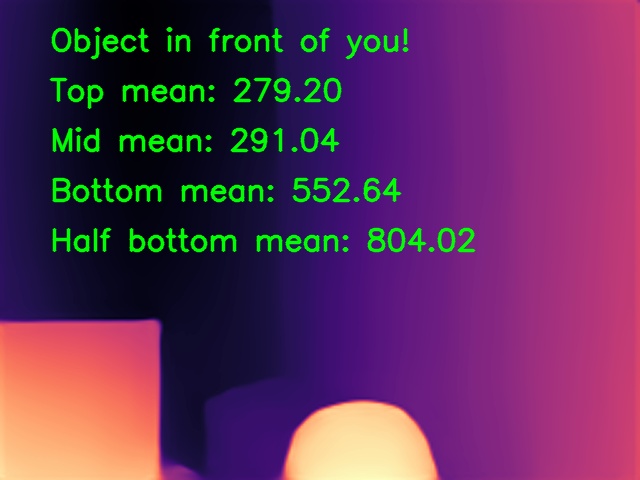 Object in front of you!
Top mean: 279.20
Mid mean: 291.04
Bottom mean: 552.64
Half bottom mean: 804.02